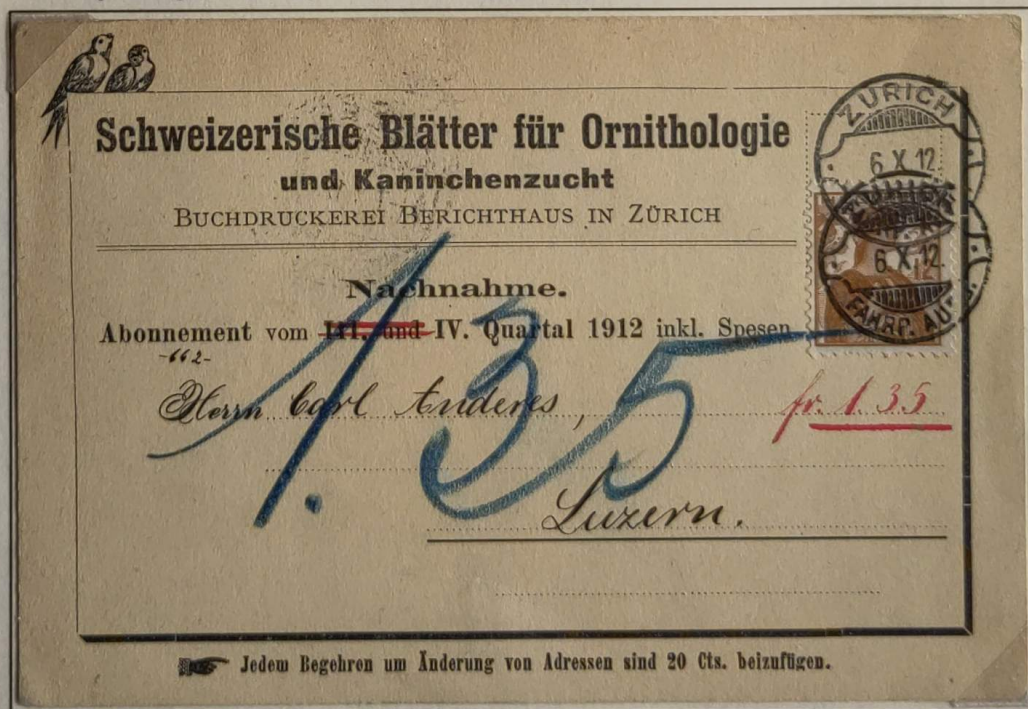 Schweizerische Blätter für Ornithologie
und Kaninchenzucht
BUCHDRUCKEREI BERICHTHAUS IN ZÜRICH
ZÜRICH
6 X 12
6. X. 12.
FAHRP. AUF
12
Nachnahme.
Abonnement vom III. und IV. Quartal 1912 inkl. Spesen
-662-
1.35
Herrn Carl Anderes,
fr. 1.35
Luzern.
Jedem Begehren um Änderung von Adressen sind 20 Cts. beizufügen.